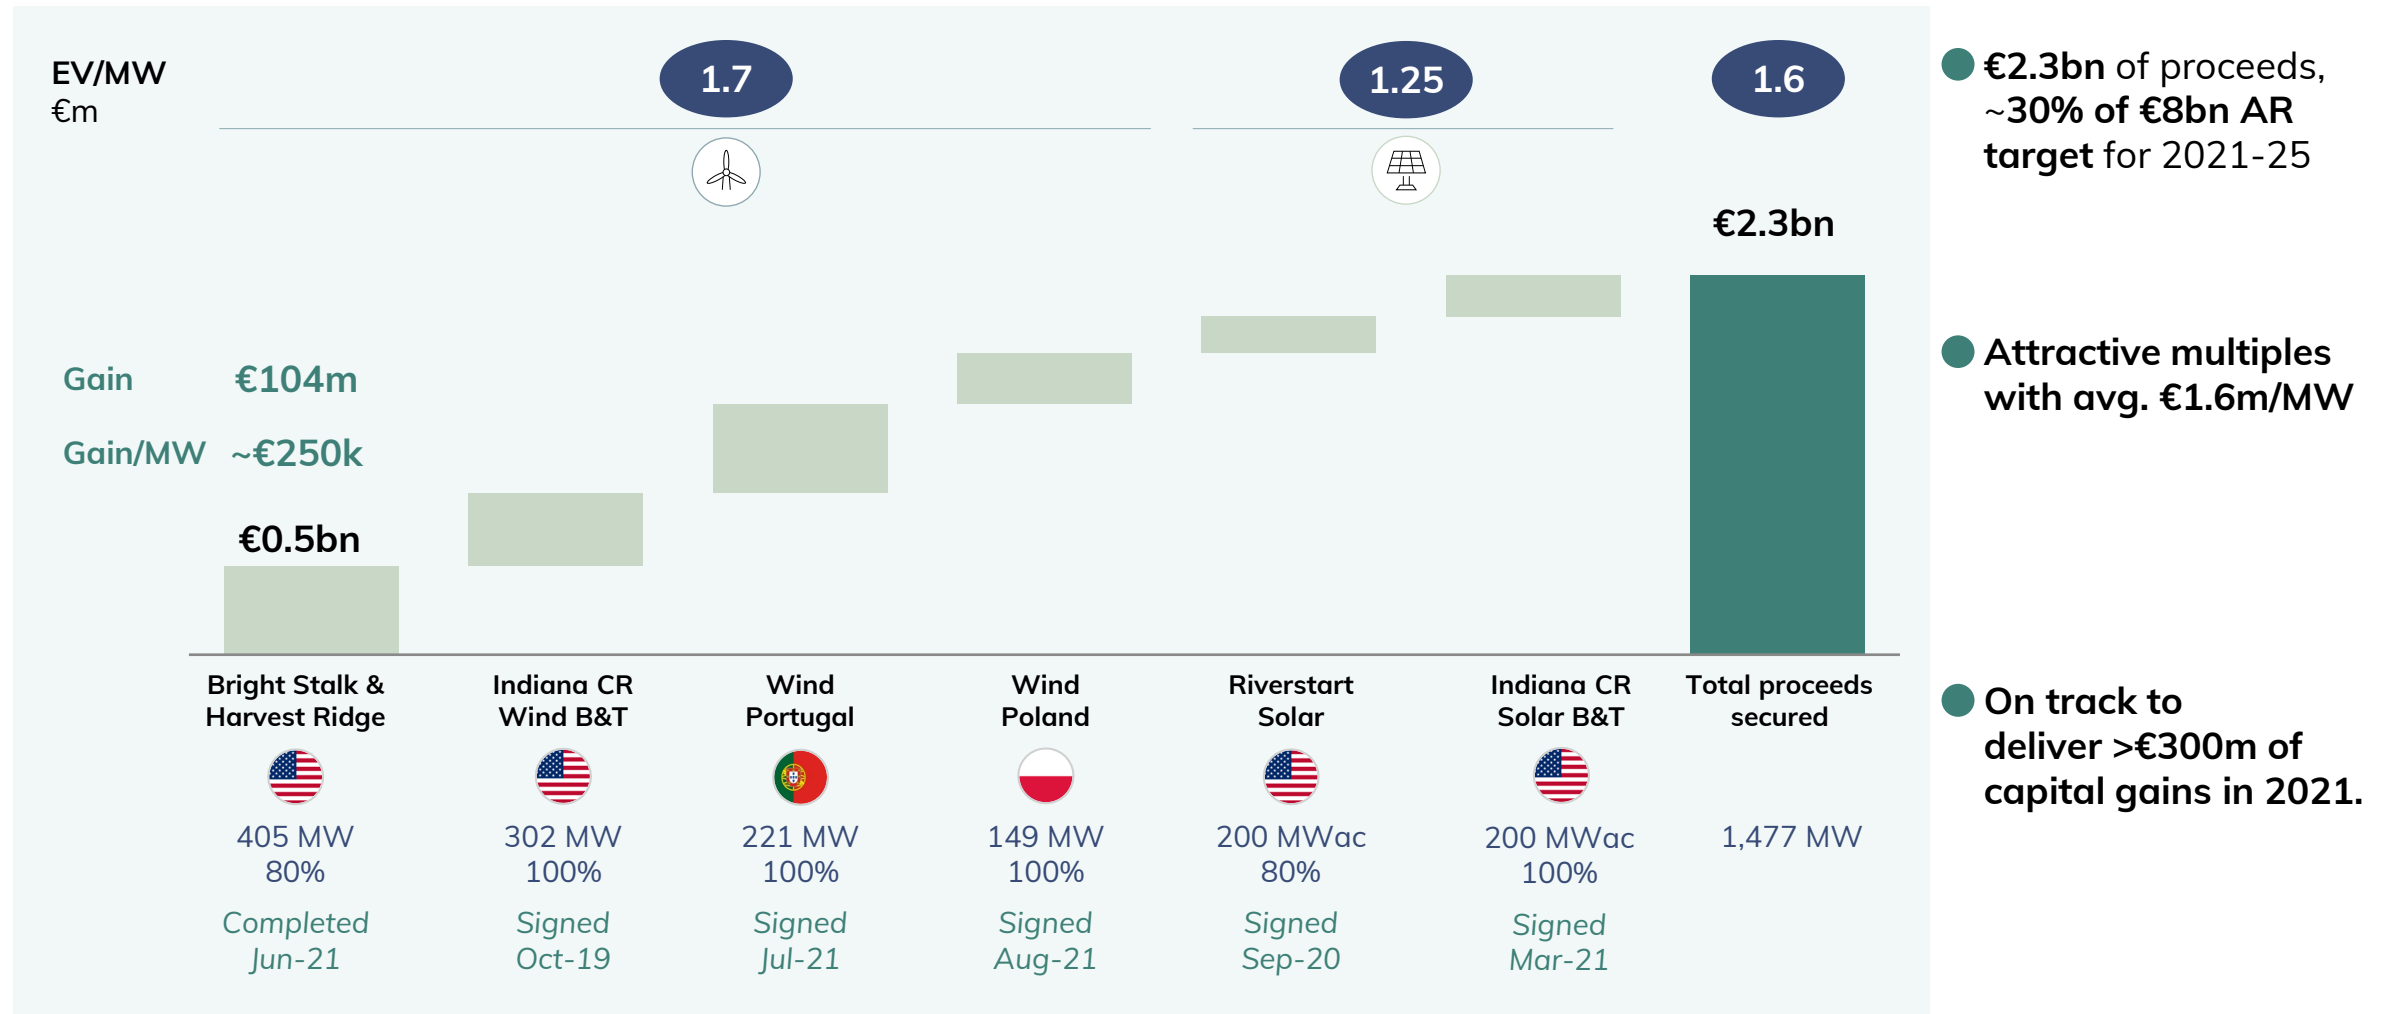 EV/MW
€m
1.7
1.25
1.6
€2.3bn
Gain €104m
Gain/MW ~€250k
€0.5bn
Bright Stalk &
Harvest Ridge
405 MW
80%
Completed
Jun-21
Indiana CR
Wind B&T
302 MW
100%
Signed
Oct-19
Wind
Portugal
221 MW
100%
Signed
Jul-21
Wind
Poland
149 MW
100%
Signed
Aug-21
Riverstart
Solar
200 MWac
80%
Signed
Sep-20
Indiana CR
Solar B&T
200 MWac
100%
Signed
Mar-21
Total proceeds
secured
1,477 MW
€2.3bn of proceeds,
~30% of €8bn AR
target for 2021-25
Attractive multiples
with avg. €1.6m/MW
On track to
deliver >€300m of
capital gains in 2021.